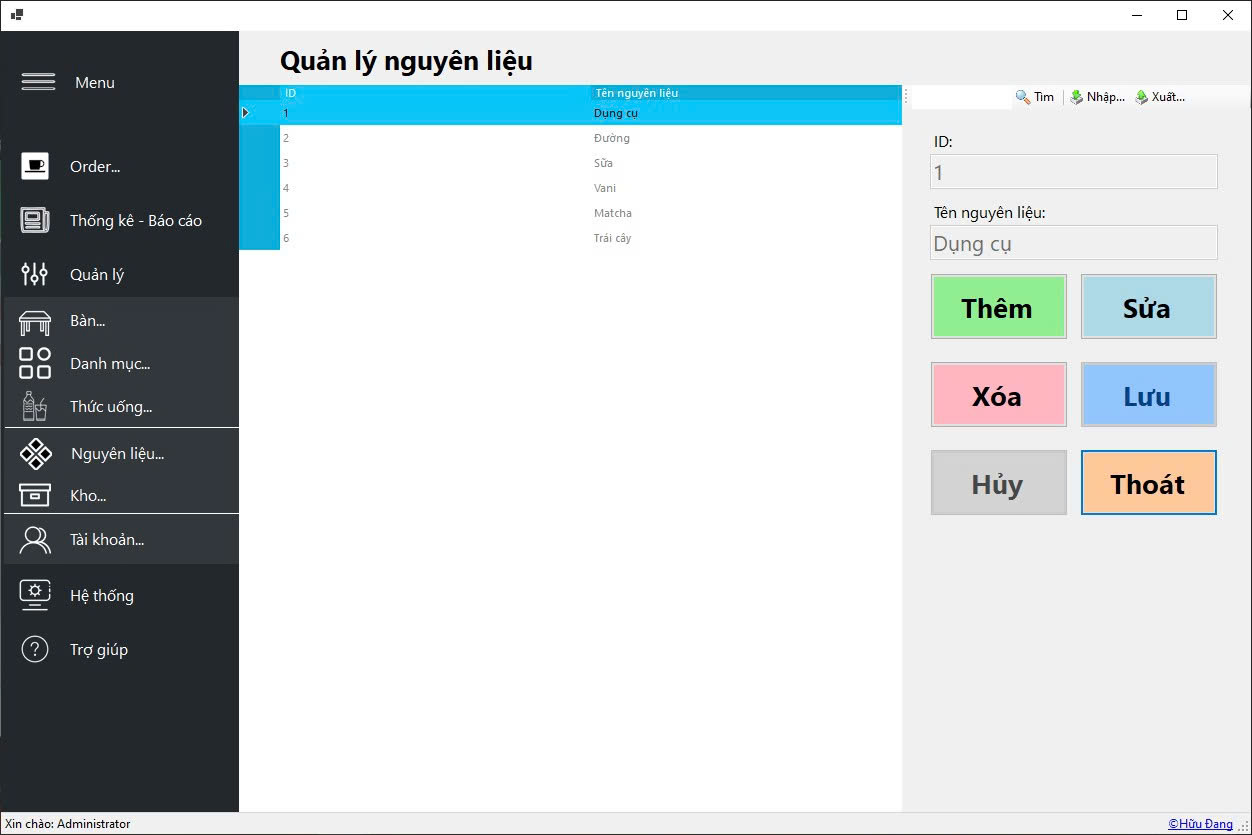 Menu
Order...
Thống kê - Báo cáo
Quản lý
Bàn...
Danh mục...
Thức uống...
Nguyên liệu...
Kho...
Tài khoản...
Hệ thống
Trợ giúp
Quản lý nguyên liệu
ID Tên nguyên liệu
1 Dụng cụ
2 Đường
3 Sữa
4 Vani
5 Matcha
6 Trái cây
Tìm Nhập... Xuất...
ID:
1
Tên nguyên liệu:
Dụng cụ
Thêm Sửa
Xóa Lưu
Hủy Thoát
Xin chào: Administrator ©Hữu Đang